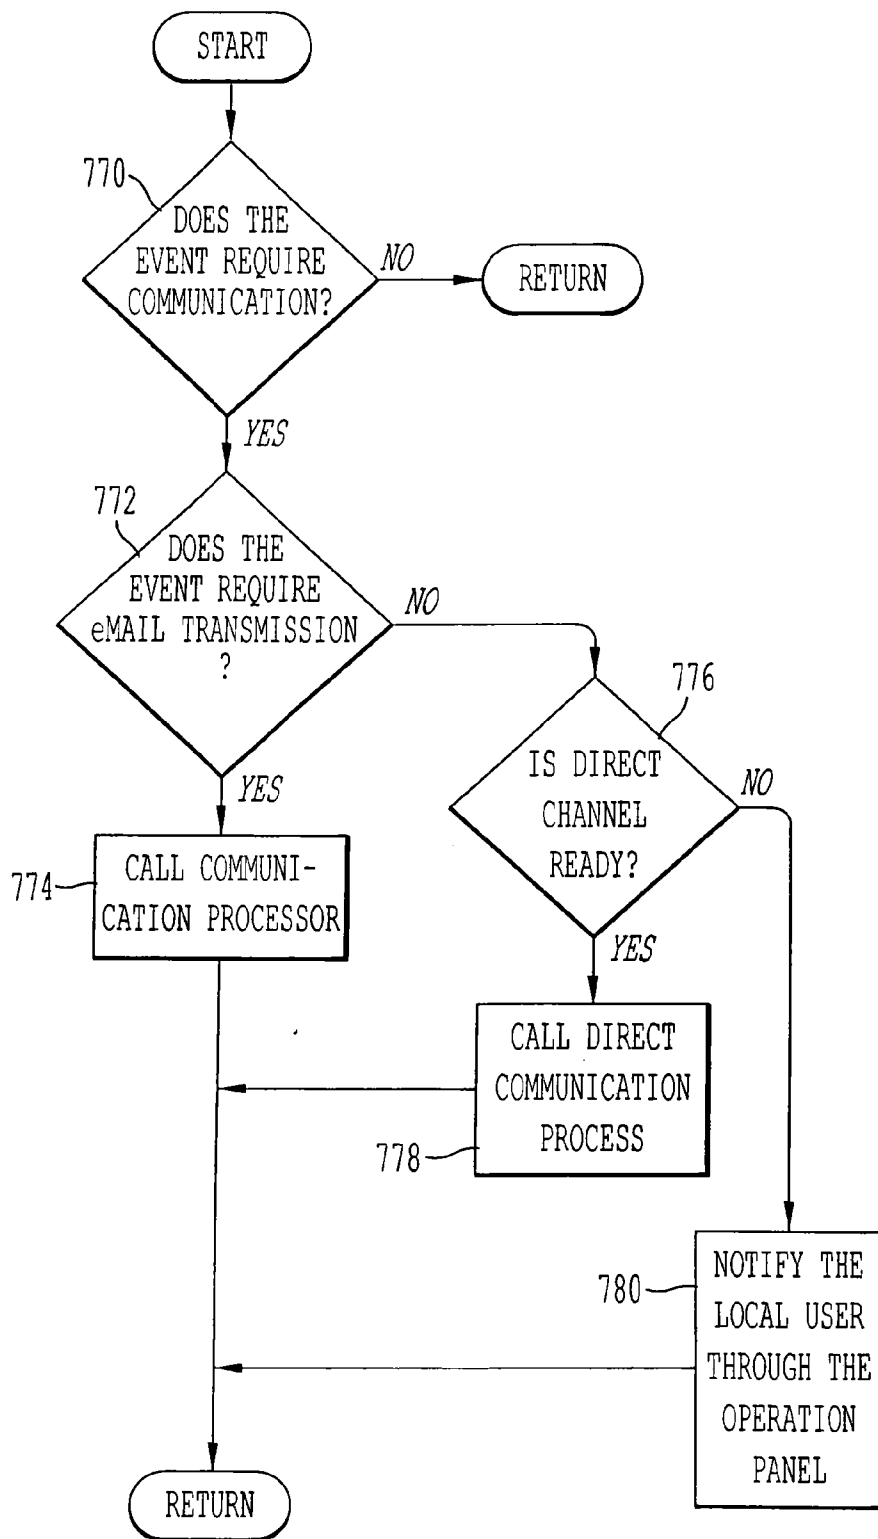 START
770
DOES THE
EVENT REQUIRE
COMMUNICATION?
NO
RETURN
YES
772
DOES THE
EVENT REQUIRE
eMAIL TRANSMISSION
?
NO
776
IS DIRECT
CHANNEL
READY?
NO
YES
774
CALL COMMUNI-
CATION PROCESSOR
YES
CALL DIRECT
COMMUNICATION
PROCESS
778
780
NOTIFY THE
LOCAL USER
THROUGH THE
OPERATION
PANEL
RETURN